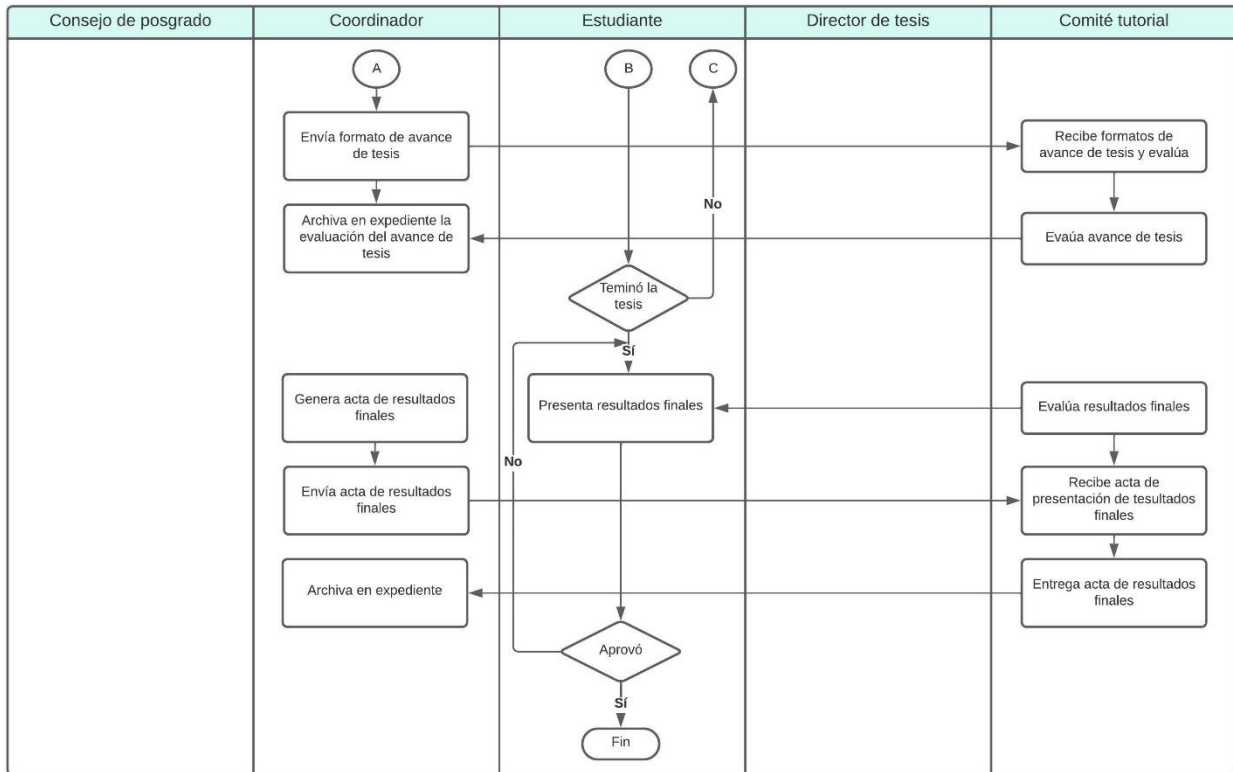 Consejo de posgrado
Coordinador
Estudiante
Director de tesis
Comité tutorial
A
B
C
Envía formato de avance
de tesis
Recibe formatos de
avance de tesis y evalúa
No
Archiva en expediente la
evaluación del avance de
tesis
Evaúa avance de tesis
Teminó la
tesis
Sí
Genera acta de resultados
finales
Presenta resultados finales
Evalúa resultados finales
No
Envía acta de resultados
finales
Recibe acta de
presentación de tesultados
finales
Archiva en expediente
Entrega acta de resultados
finales
Aprovó
Sí
Fin